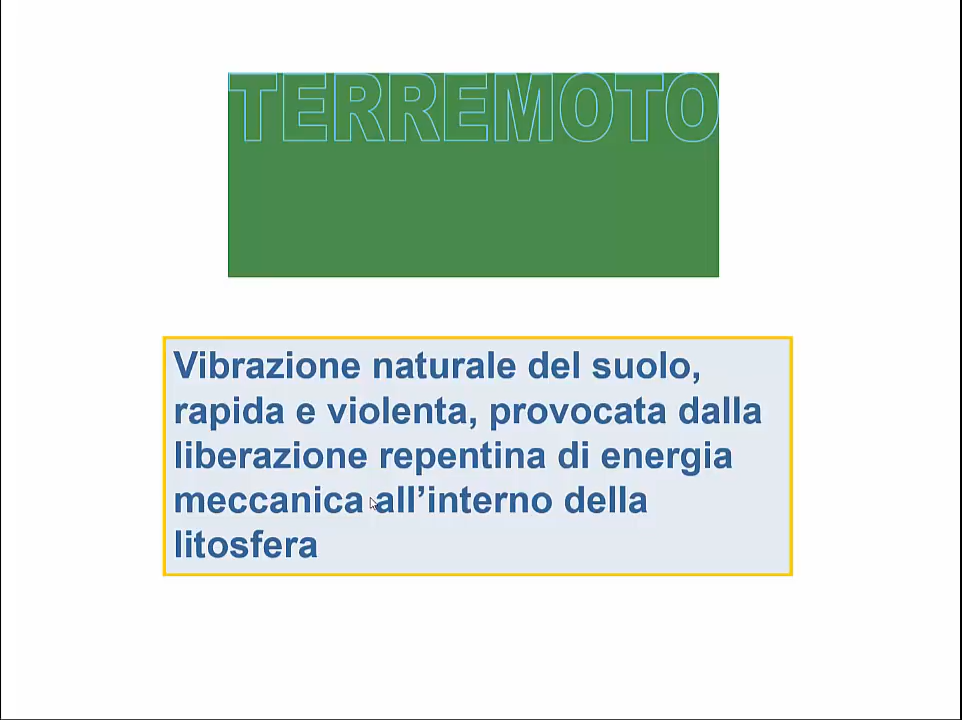 TERREMOTO
Vibrazione naturale del suolo,
rapida e violenta, provocata dalla
liberazione repentina di energia
meccanica all’interno della
litosfera